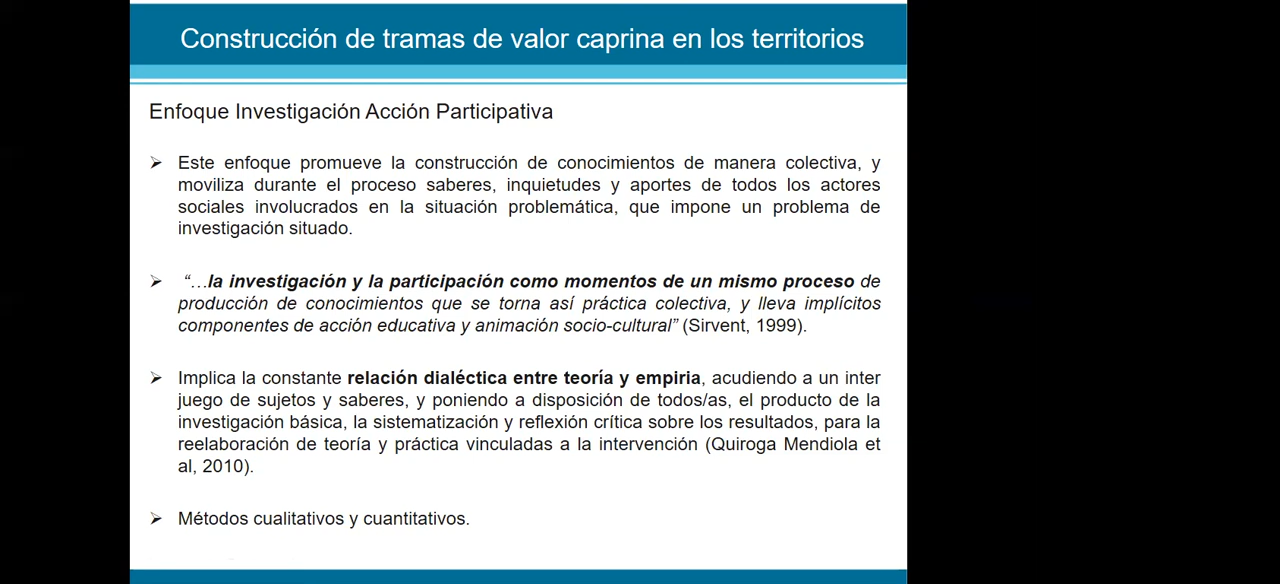 Construcción de tramas de valor caprina en los territorios
Enfoque Investigación Acción Participativa
➢ Este enfoque promueve la construcción de conocimientos de manera colectiva, y
moviliza durante el proceso saberes, inquietudes y aportes de todos los actores
sociales involucrados en la situación problemática, que impone un problema de
investigación situado.
➢ “…la investigación y la participación como momentos de un mismo proceso de
producción de conocimientos que se torna así práctica colectiva, y lleva implícitos
componentes de acción educativa y animación socio-cultural” (Sirvent, 1999).
➢ Implica la constante relación dialéctica entre teoría y empiria, acudiendo a un inter
juego de sujetos y saberes, y poniendo a disposición de todos/as, el producto de la
investigación básica, la sistematización y reflexión crítica sobre los resultados, para la
reelaboración de teoría y práctica vinculadas a la intervención (Quiroga Mendiola et
al, 2010).
➢ Métodos cualitativos y cuantitativos.